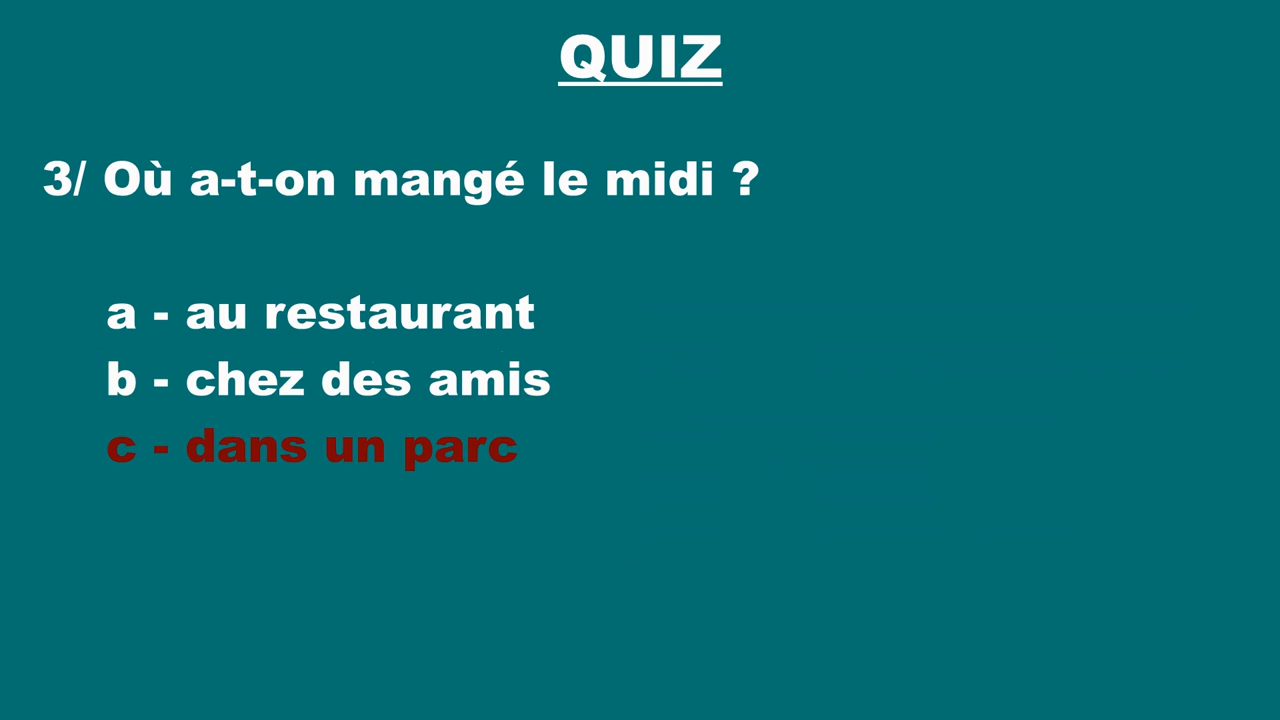 QUIZ
3/ Où a-t-on mangé le midi ?
a - au restaurant
b - chez des amis
c - dans un parc